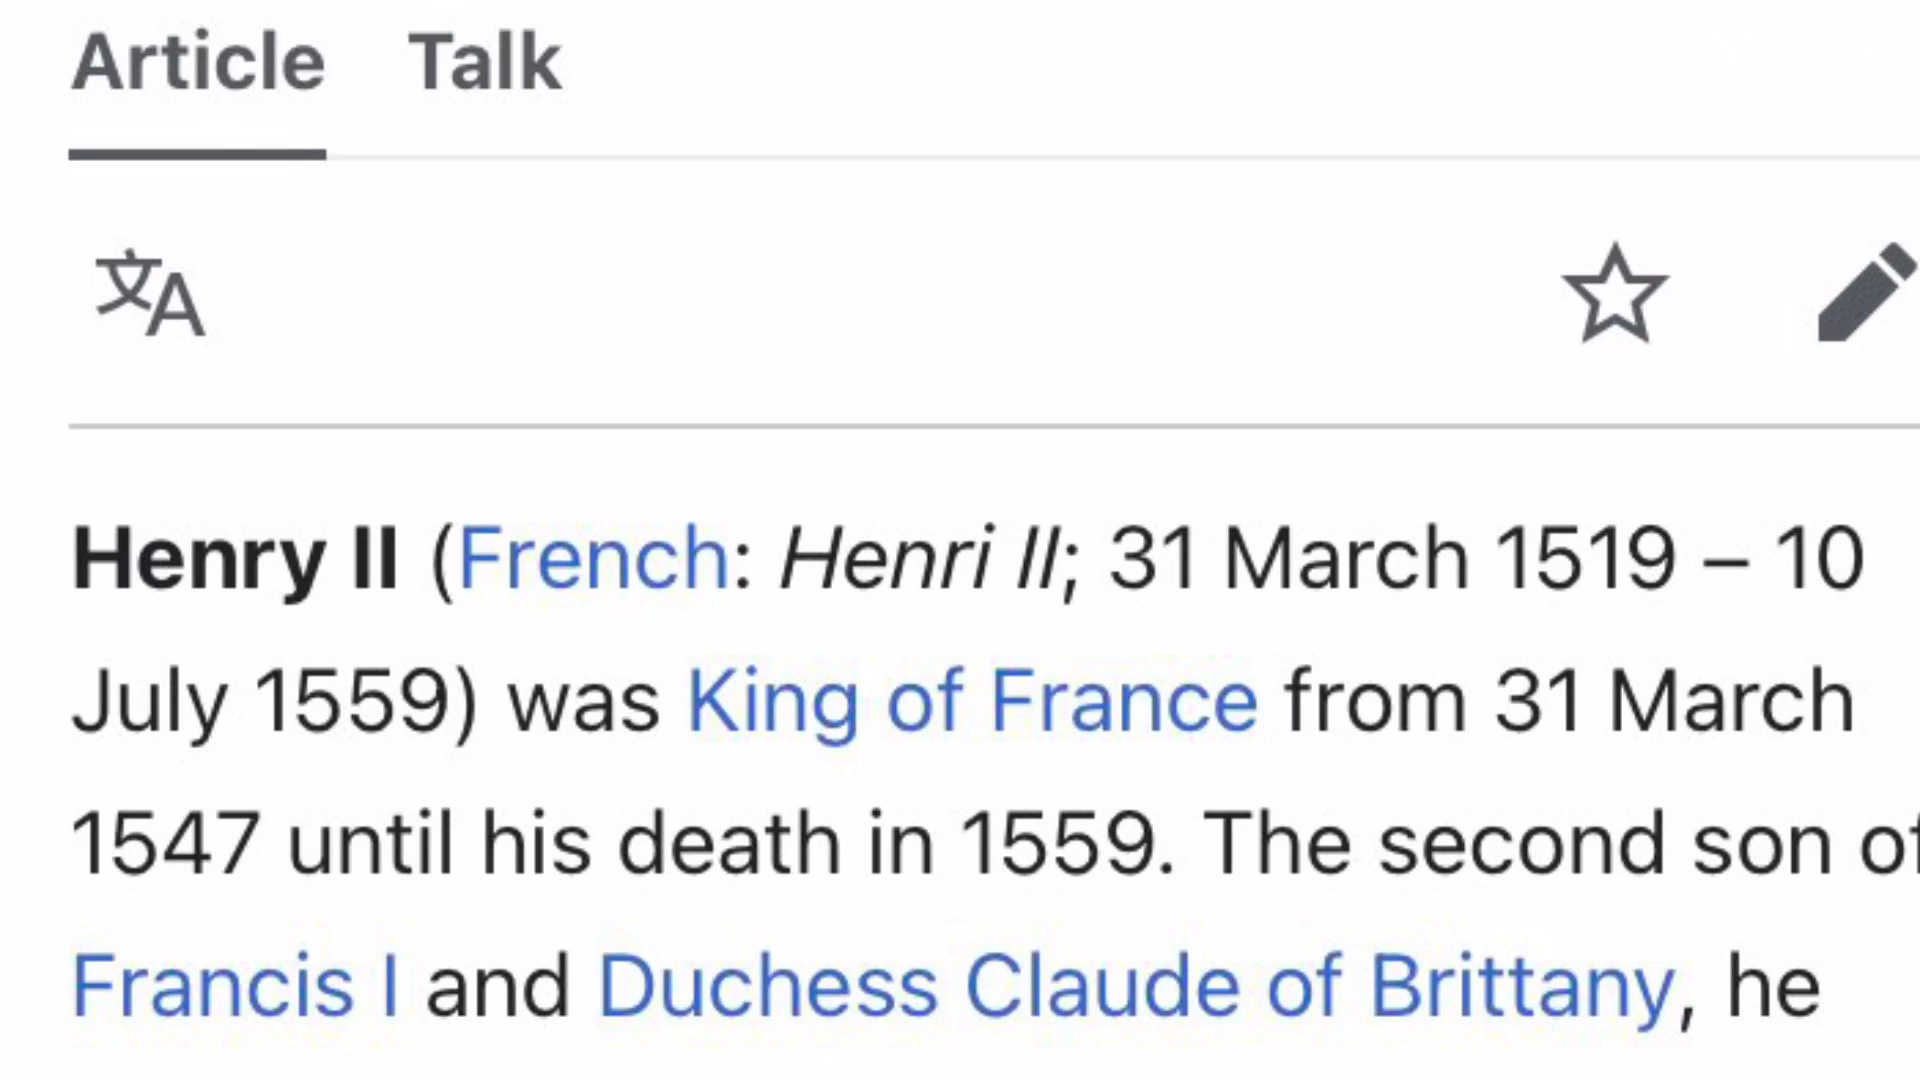 Article Talk
文A
Henry II (French: Henri II; 31 March 1519 – 10
July 1559) was King of France from 31 March
1547 until his death in 1559. The second son of
Francis I and Duchess Claude of Brittany, he